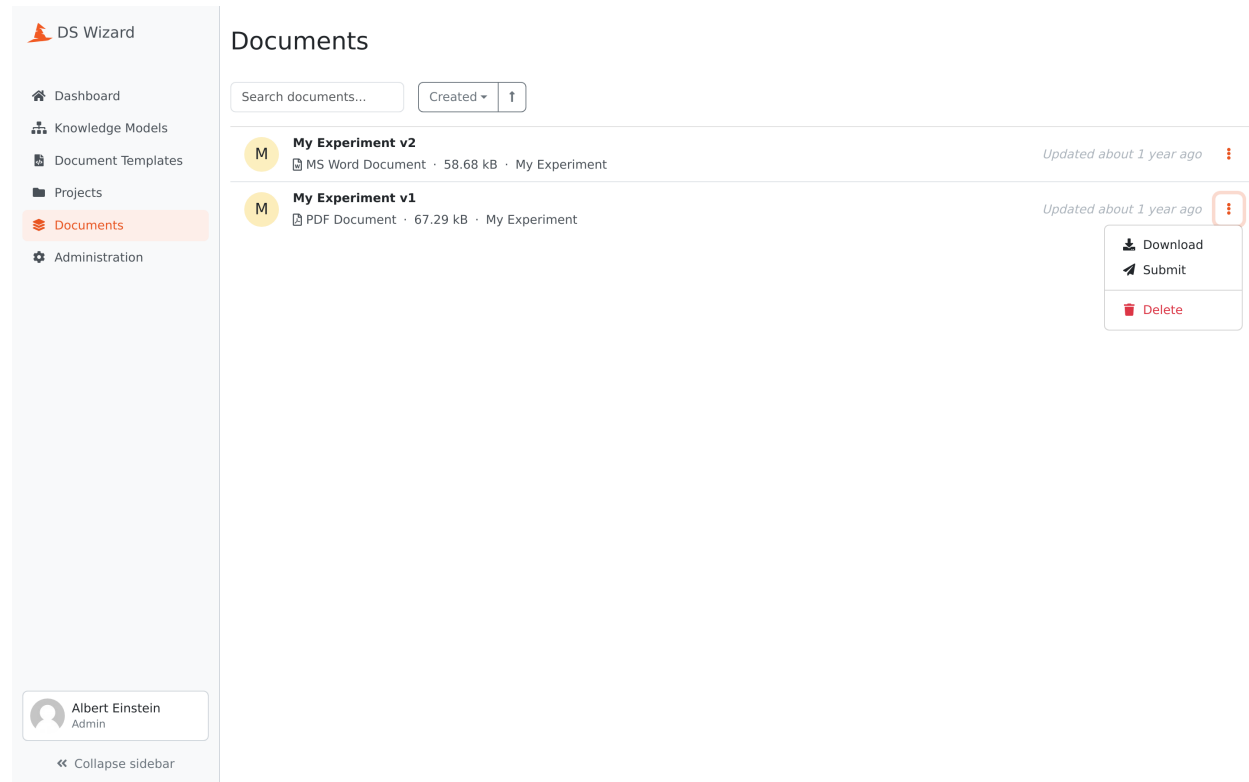 DS Wizard
Dashboard
Knowledge Models
Document Templates
Projects
Documents
Administration
Albert Einstein
Admin
Collapse sidebar
Documents
Search documents...
Created
M
My Experiment v2
MS Word Document · 58.68 kB · My Experiment
Updated about 1 year ago
M
My Experiment v1
PDF Document · 67.29 kB · My Experiment
Updated about 1 year ago
Download
Submit
Delete